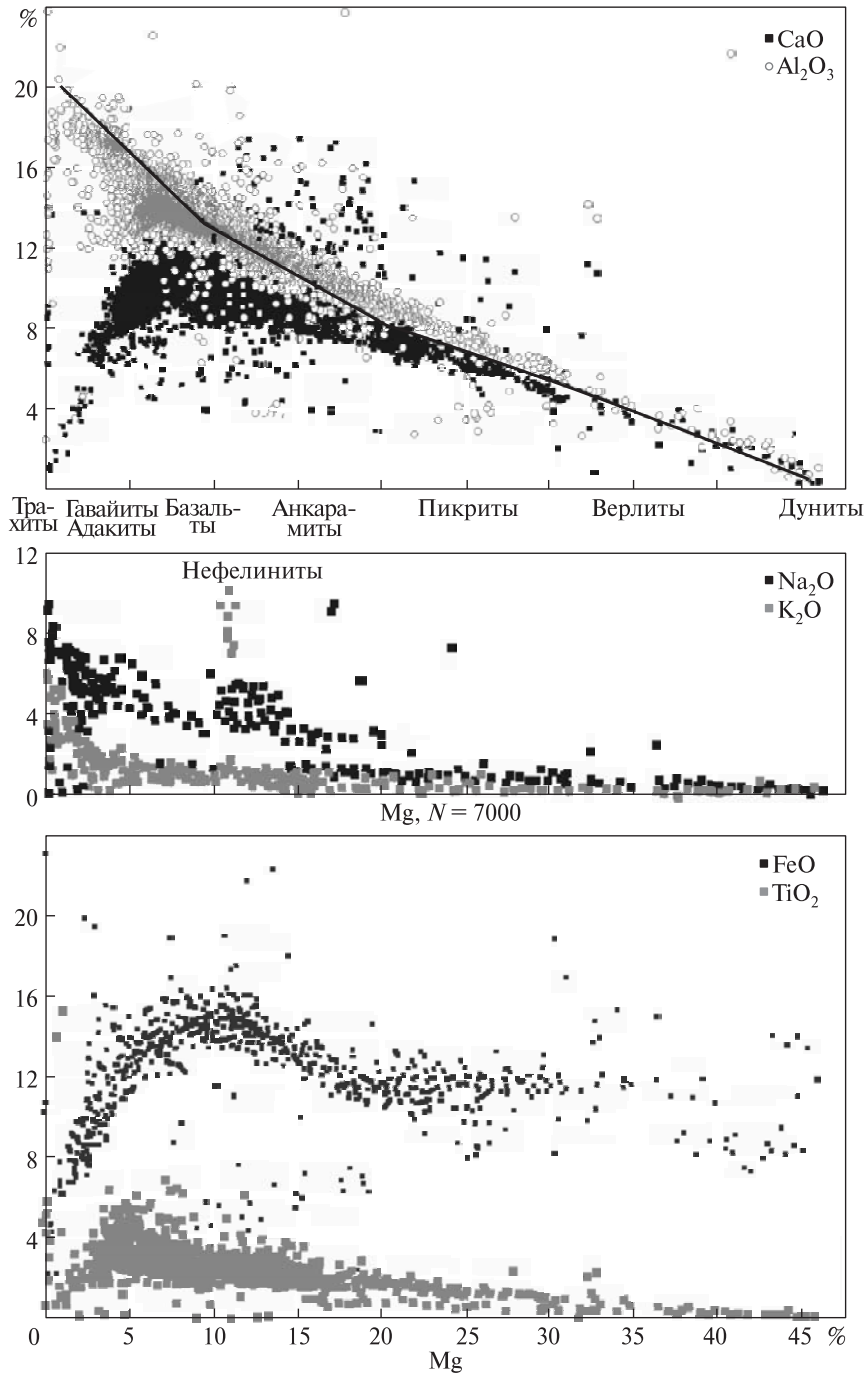 %
CaO
Al₂O₃
20
16
12
8
4
Тра- Гавайиты Базаль- Анкара- Пикриты Верлиты Дуниты
хиты Адакиты ты миты
12
Нефелиниты
Na₂O
K₂O
8
4
0
Mg, N = 7000
FeO
TiO₂
20
16
12
8
4
0 5 10 15 20 25 30 35 40 45 %
Mg